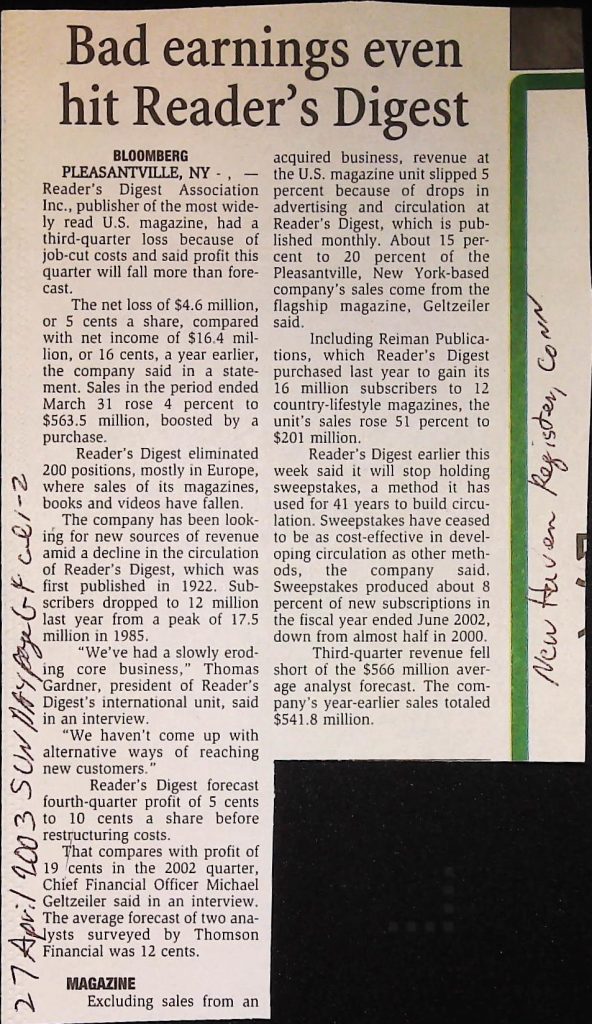 Bad earnings even
hit Reader's Digest
BLOOMBERG
PLEASANTVILLE, NY - , —
Reader's Digest Association
Inc., publisher of the most wide-
ly read U.S. magazine, had a
third-quarter loss because of
job-cut costs and said profit this
quarter will fall more than fore-
cast.
The net loss of $4.6 million,
or 5 cents a share, compared
with net income of $16.4 mil-
lion, or 16 cents, a year earlier,
the company said in a state-
ment. Sales in the period ended
March 31 rose 4 percent to
$563.5 million, boosted by a
purchase.
Reader's Digest eliminated
200 positions, mostly in Europe,
where sales of its magazines,
books and videos have fallen.
The company has been look-
ing for new sources of revenue
amid a decline in the circulation
of Reader's Digest, which was
first published in 1922. Sub-
scribers dropped to 12 million
last year from a peak of 17.5
million in 1985.
"We've had a slowly erod-
ing core business," Thomas
Gardner, president of Reader's
Digest's international unit, said
in an interview.
"We haven't come up with
alternative ways of reaching
new customers."
Reader's Digest forecast
fourth-quarter profit of 5 cents
to 10 cents a share before
restructuring costs.
That compares with profit of
19 cents in the 2002 quarter,
Chief Financial Officer Michael
Geltzeiler said in an interview.
The average forecast of two ana-
lysts surveyed by Thomson
Financial was 12 cents.
MAGAZINE
Excluding sales from an
acquired business, revenue at
the U.S. magazine unit slipped 5
percent because of drops in
advertising and circulation at
Reader's Digest, which is pub-
lished monthly. About 15 per-
cent to 20 percent of the
Pleasantville, New York-based
company's sales come from the
flagship magazine, Geltzeiler
said.
Including Reiman Publica-
tions, which Reader's Digest
purchased last year to gain its
16 million subscribers to 12
country-lifestyle magazines, the
unit's sales rose 51 percent to
$201 million.
Reader's Digest earlier this
week said it will stop holding
sweepstakes, a method it has
used for 41 years to build circu-
lation. Sweepstakes have ceased
to be as cost-effective in devel-
oping circulation as other meth-
ods, the company said.
Sweepstakes produced about 8
percent of new subscriptions in
the fiscal year ended June 2002,
down from almost half in 2000.
Third-quarter revenue fell
short of the $566 million aver-
age analyst forecast. The com-
pany's year-earlier sales totaled
$541.8 million.
27 April 2003 SUNDAY page
New Haven Register, CONN